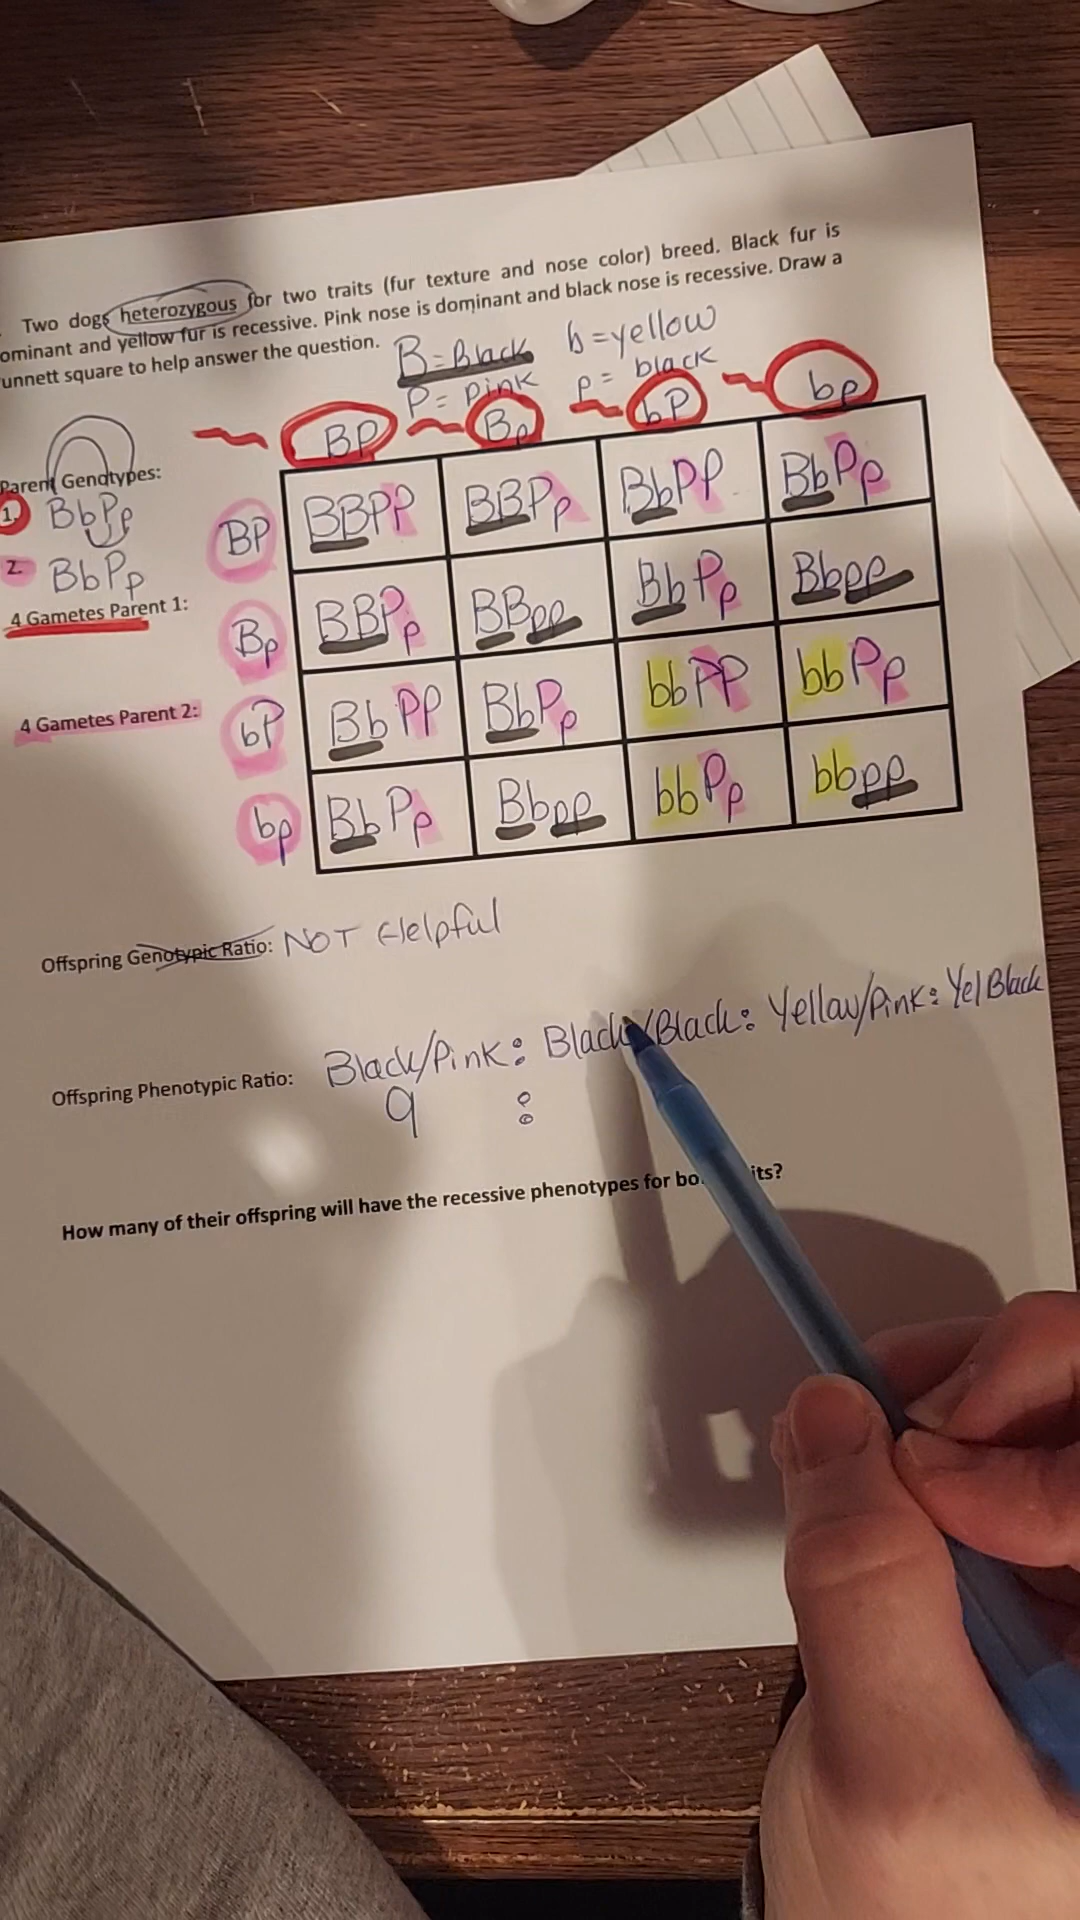 Two dogs heterozygous for two traits (fur texture and nose color) breed. Black fur is
ominant and yellow fur is recessive. Pink nose is dominant and black nose is recessive. Draw a
unnett square to help answer the question.
B=Black b=yellow
P= pink p= black
BP Bp bP bp
Parent Genotypes:
1. BbPp
2. BbPp
4 Gametes Parent 1:
4 Gametes Parent 2:
BP BBPP BBPp BbPP BbPp
Bp BBPp BBpp BbPp Bbpp
bP BbPP BbPp bbPP bbPp
bp BbPp Bbpp bbPp bbpp
Offspring Genotypic Ratio: NOT Helpful
Offspring Phenotypic Ratio: Black/Pink: Black/Black: Yellow/Pink: Yel Black
9 :
How many of their offspring will have the recessive phenotypes for its?